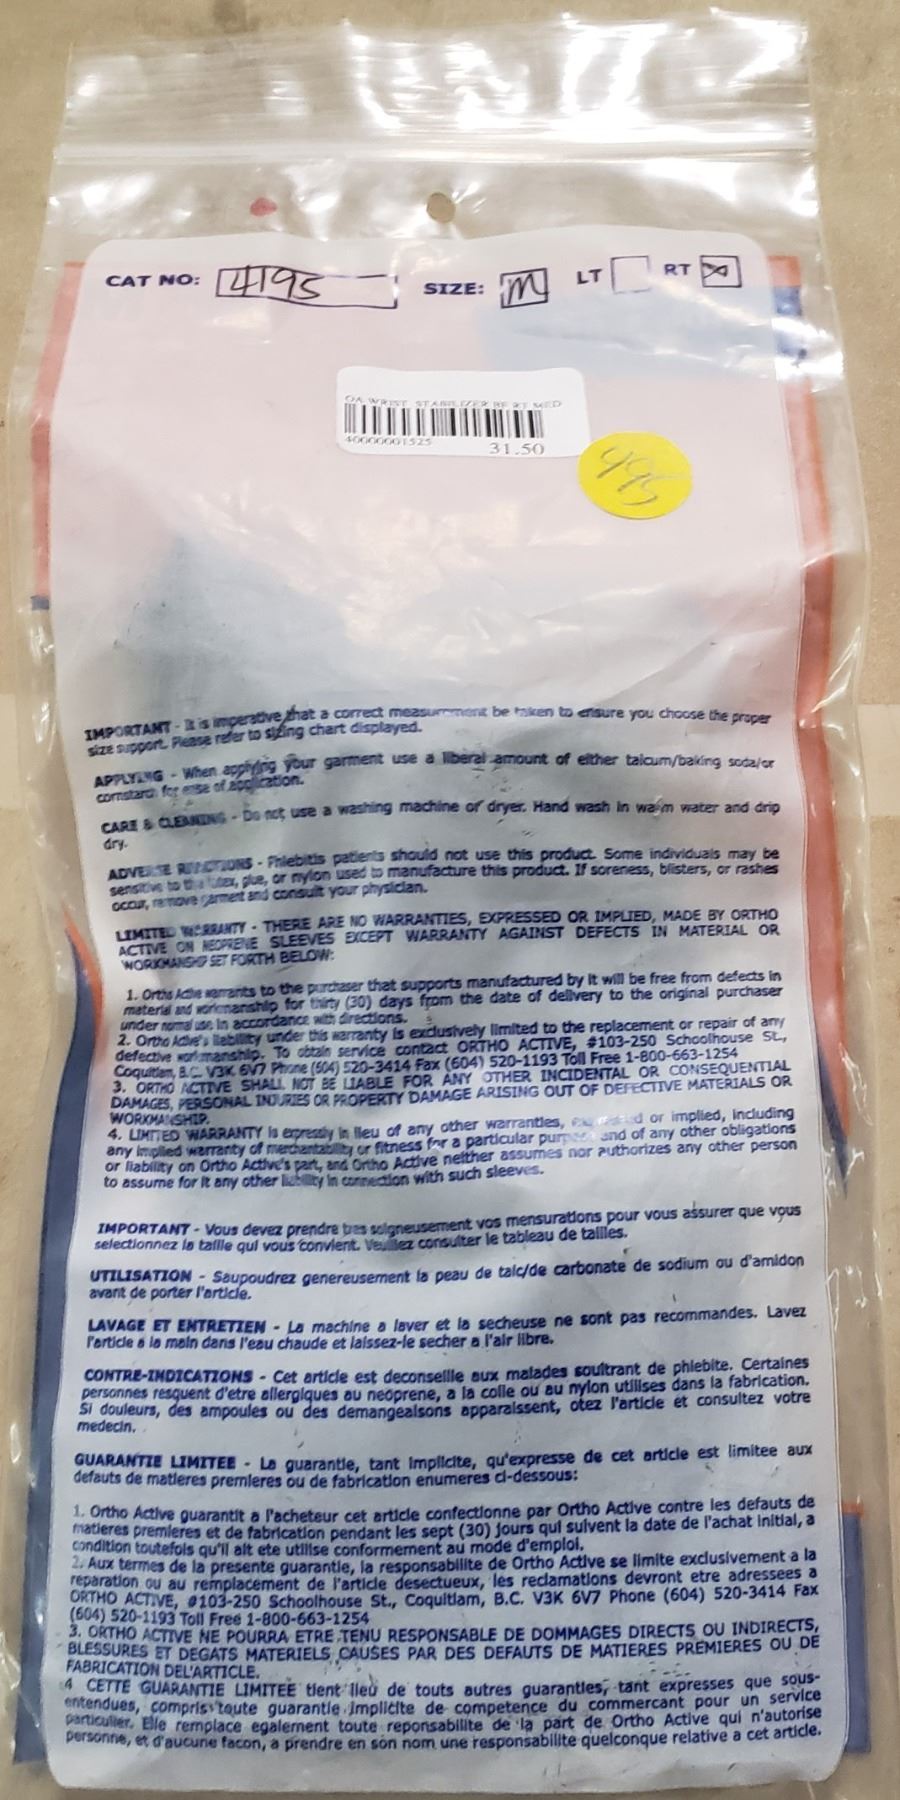 CAT NO: 4195 SIZE: M LT RT
OA WRIST STABILIZER BE RT MED
40000001525
31.50
495
IMPORTANT - It is imperative that a correct measurement be taken to ensure you choose the proper
size support. Please refer to sizing chart displayed.
APPLYING - When applying your garment use a liberal amount of either talcum/baking soda/or
cornstarch for ease of application.
CARE & CLEANING - Do not use a washing machine of dryer. Hand wash in warm water and drip
dry.
ADVERSE REACTIONS - Phlebitis patients should not use this product. Some individuals may be
sensitive to the latex, glue, or nylon used to manufacture this product. If soreness, blisters, or rashes
occur, remove garment and consult your physician.
LIMITED WARRANTY - THERE ARE NO WARRANTIES, EXPRESSED OR IMPLIED, MADE BY ORTHO
ACTIVE ON NEOPRENE SLEEVES EXCEPT WARRANTY AGAINST DEFECTS IN MATERIAL OR
WORKMANSHIP SET FORTH BELOW:
1. Ortho Active warrants to the purchaser that supports manufactured by it will be free from defects in
material and workmanship for thirty (30) days from the date of delivery to the original purchaser
under normal use in accordance with directions.
2. Ortho Active's liability under this warranty is exclusively limited to the replacement or repair of any
defective workmanship. To obtain service contact ORTHO ACTIVE, #103-250 Schoolhouse St.,
Coquitlam, B.C. V3K 6V7 Phone (604) 520-3414 Fax (604) 520-1193 Toll Free 1-800-663-1254
3. ORTHO ACTIVE SHALL NOT BE LIABLE FOR ANY OTHER INCIDENTAL OR CONSEQUENTIAL
DAMAGES, PERSONAL INJURIES OR PROPERTY DAMAGE ARISING OUT OF DEFECTIVE MATERIALS OR
WORKMANSHIP.
4. LIMITED WARRANTY is expressly in lieu of any other warranties, expressed or implied, including
any implied warranty of merchantability or fitness for a particular purpose and of any other obligations
or liability on Ortho Active's part, and Ortho Active neither assumes nor authorizes any other person
to assume for it any other liability in connection with such sleeves.
IMPORTANT - Vous devez prendre tres soigneusement vos mensurations pour vous assurer que vous
selectionnez la taille qui vous convient. Veuillez consulter le tableau de tailles.
UTILISATION - Saupoudrez genereusement la peau de talc/de carbonate de sodium ou d'amidon
avant de porter l'article.
LAVAGE ET ENTRETIEN - La machine a laver et la secheuse ne sont pas recommandes. Lavez
l'article a la main dans l'eau chaude et laissez-le secher a l'air libre.
CONTRE-INDICATIONS - Cet article est deconseille aux malades soultrant de phlebite. Certaines
personnes resquent d'etre allergiques au neoprene, a la colle ou au nylon utilises dans la fabrication.
Si douleurs, des ampoules ou des demangeaisons apparaissent, otez l'article et consultez votre
medecin.
GUARANTIE LIMITEE - La guarantie, tant implicite, qu'expresse de cet article est limitee aux
defauts de matieres premieres ou de fabrication enumeres ci-dessous:
1. Ortho Active guarantit a l'acheteur cet article confectionne par Ortho Active contre les defauts de
matieres premieres et de fabrication pendant les sept (30) jours qui suivent la date de l'achat initial, a
condition toutefois qu'il ait ete utilise conformement au mode d'emploi.
2. Aux termes de la presente guarantie, la responsabilite de Ortho Active se limite exclusivement a la
reparation ou au remplacement de l'article desectueux, les reclamations devront etre adressees a
ORTHO ACTIVE, #103-250 Schoolhouse St., Coquitlam, B.C. V3K 6V7 Phone (604) 520-3414 Fax
(604) 520-1193 Toll Free 1-800-663-1254
3. ORTHO ACTIVE NE POURRA ETRE TENU RESPONSABLE DE DOMMAGES DIRECTS OU INDIRECTS,
BLESSURES ET DEGATS MATERIELS CAUSES PAR DES DEFAUTS DE MATIERES PREMIERES OU DE
FABRICATION DEL'ARTICLE.
4 CETTE GUARANTIE LIMITEE tient lieu de touts autres guaranties, tant expresses que sous-
entendues, compris toute guarantie implicite de competence du commercant pour un service
particulier. Elle remplace egalement toute reponsabilite de la part de Ortho Active qui n'autorise
personne, et d'aucune facon, a prendre en son nom une responsabilite quelconque relative a cet article.